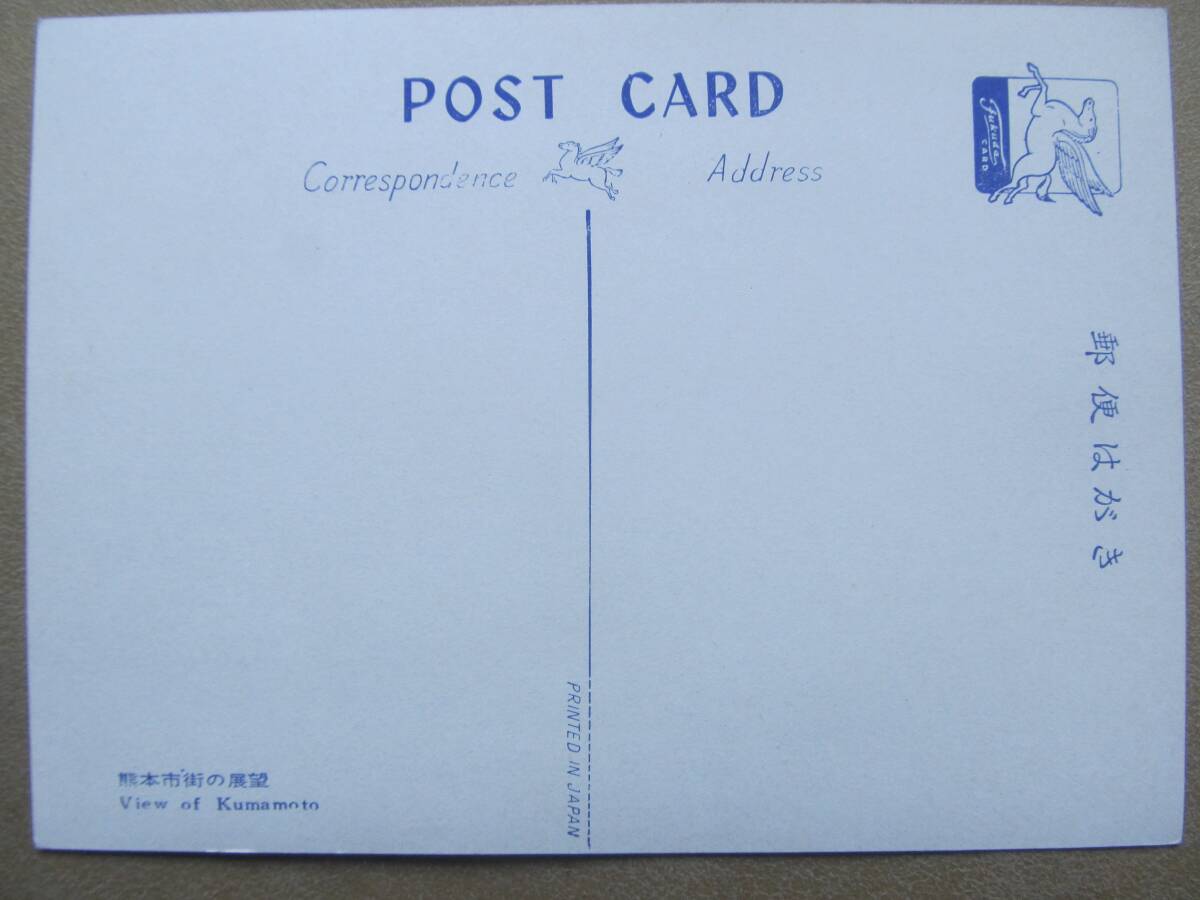 POST CARD
Correspondence
Address
Fukuda
CARD
郵便はがき
PRINTED IN JAPAN
熊本市街の展望
View of Kumamoto